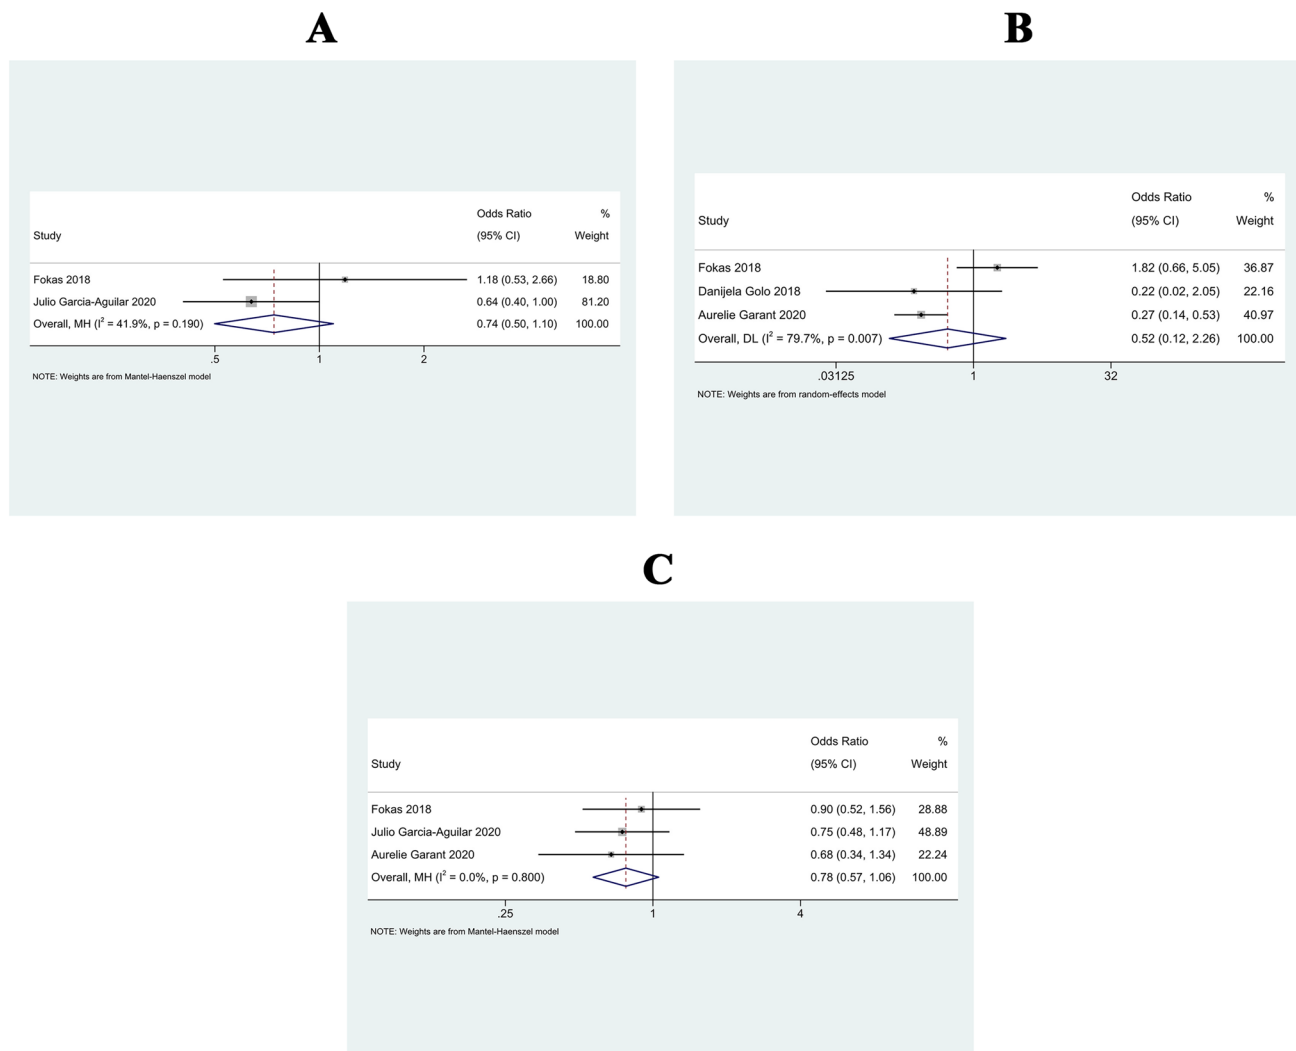 A
Odds Ratio %
Study (95% CI) Weight
Fokas 2018 1.18 (0.53, 2.66) 18.80
Julio Garcia-Aguilar 2020 0.64 (0.40, 1.00) 81.20
Overall, MH (I² = 41.9%, p = 0.190) 0.74 (0.50, 1.10) 100.00
.5 1 2
NOTE: Weights are from Mantel-Haenszel model
B
Odds Ratio %
Study (95% CI) Weight
Fokas 2018 1.82 (0.66, 5.05) 36.87
Danijela Golo 2018 0.22 (0.02, 2.05) 22.16
Aurelie Garant 2020 0.27 (0.14, 0.53) 40.97
Overall, DL (I² = 79.7%, p = 0.007) 0.52 (0.12, 2.26) 100.00
.03125 1 32
NOTE: Weights are from random-effects model
C
Odds Ratio %
Study (95% CI) Weight
Fokas 2018 0.90 (0.52, 1.56) 28.88
Julio Garcia-Aguilar 2020 0.75 (0.48, 1.17) 48.89
Aurelie Garant 2020 0.68 (0.34, 1.34) 22.24
Overall, MH (I² = 0.0%, p = 0.800) 0.78 (0.57, 1.06) 100.00
.25 1 4
NOTE: Weights are from Mantel-Haenszel model